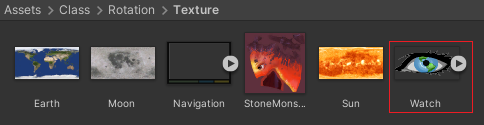 Assets > Class > Rotation > Texture
Earth Moon Navigation StoneMons... Sun Watch